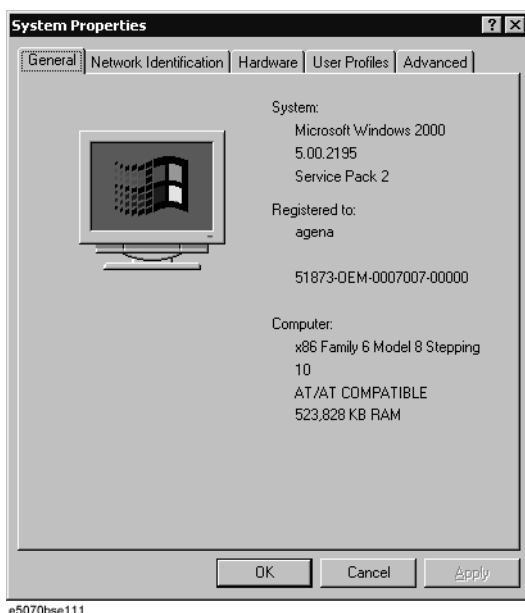 System Properties
? X
General Network Identification Hardware User Profiles Advanced
System:
Microsoft Windows 2000
5.00.2195
Service Pack 2
Registered to:
agena
51873-OEM-0007007-00000
Computer:
x86 Family 6 Model 8 Stepping
10
AT/AT COMPATIBLE
523,828 KB RAM
OK Cancel Apply
e5070bse111